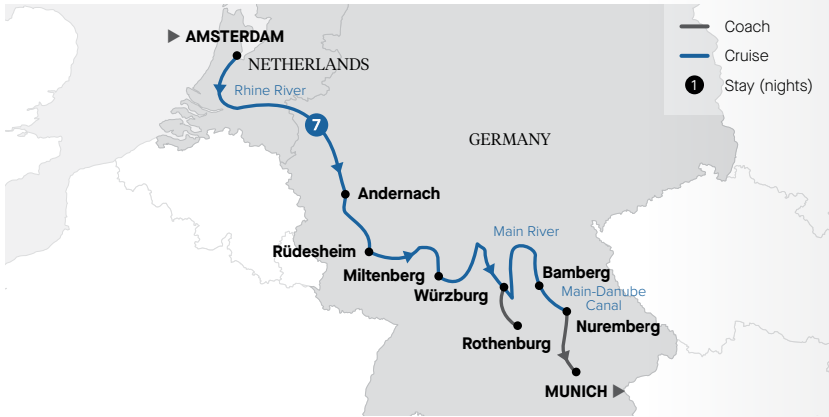 AMSTERDAM
NETHERLANDS
Rhine River
7
GERMANY
Coach
Cruise
1 Stay (nights)
Andernach
Rüdesheim
Main River
Miltenberg
Würzburg
Bamberg
Main-Danube
Canal
Nuremberg
Rothenburg
MUNICH